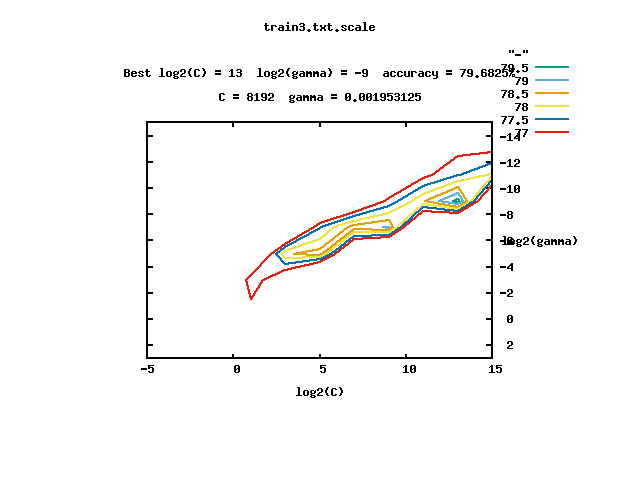 train3.txt.scale
"-"
Best log2(C) = 13 log2(gamma) = -9 accuracy = 79.6825%
79.5
79
C = 8192 gamma = 0.001953125
78.5
78
77.5
77
-14
-12
-10
-8
-6
log2(gamma)
-4
-2
0
2
-5 0 5 10 15
log2(C)